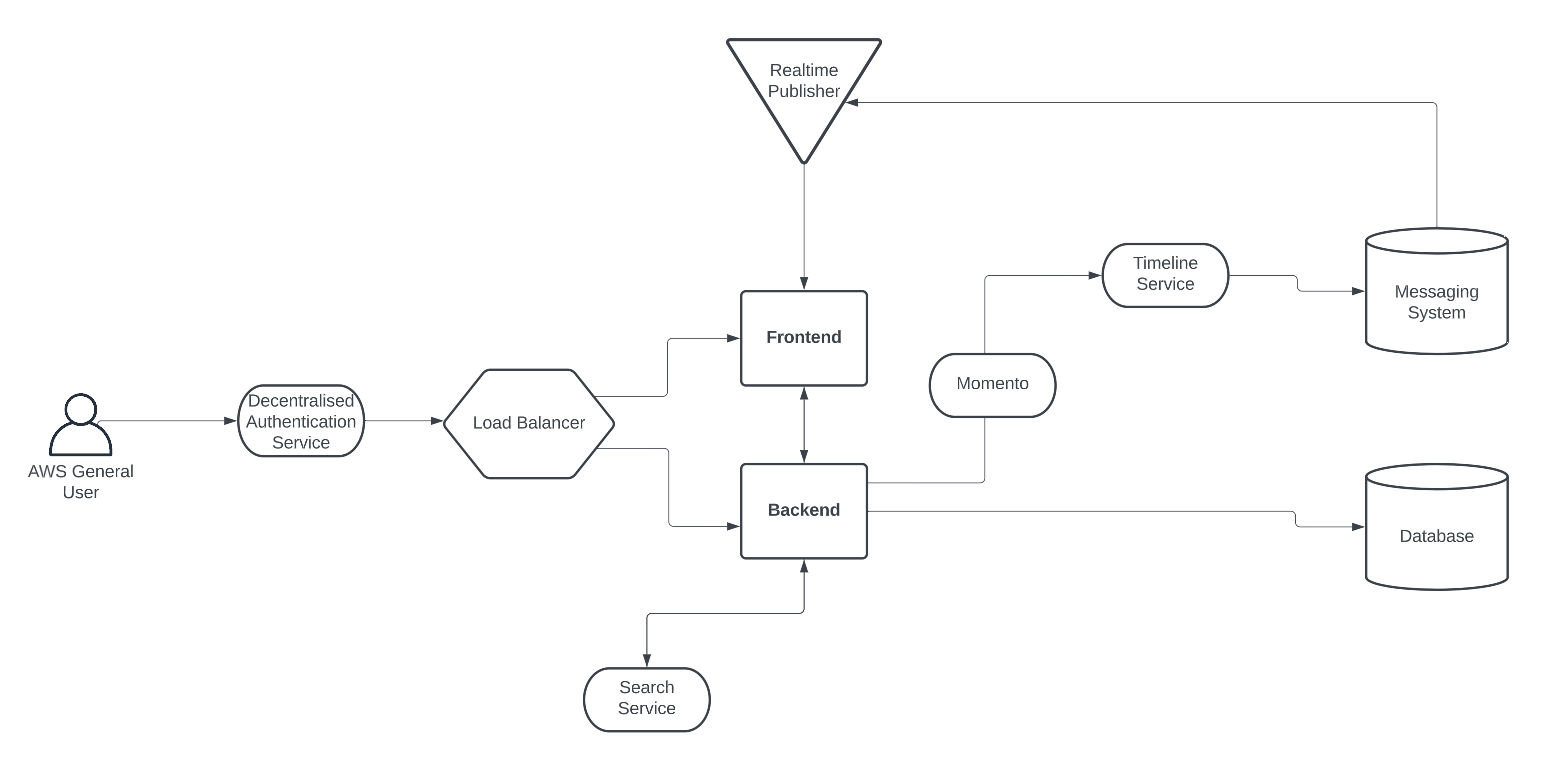 Realtime
Publisher
Timeline
Service
Messaging
System
Frontend
Momento
Decentralised
Authentication
Service
Load Balancer
AWS General
User
Backend
Database
Search
Service